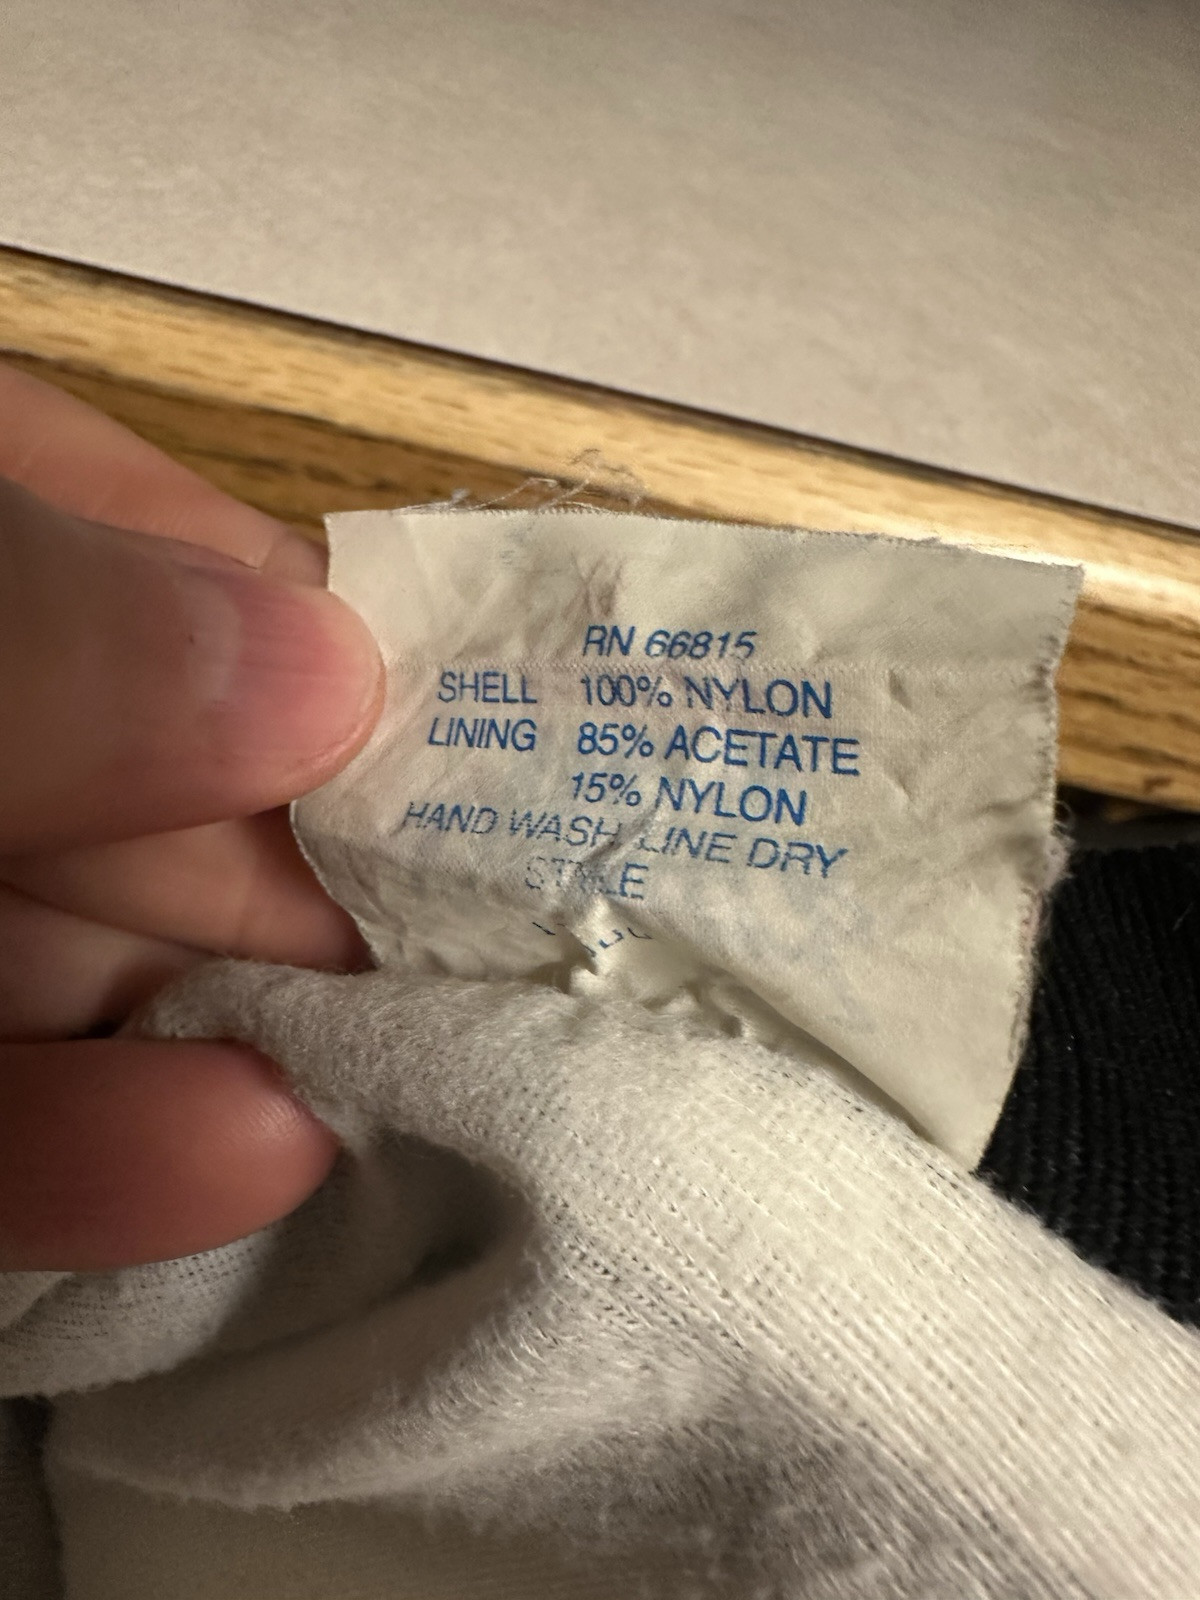 RN 66815
SHELL 100% NYLON
LINING 85% ACETATE
15% NYLON
HAND WASH, LINE DRY
STYLE